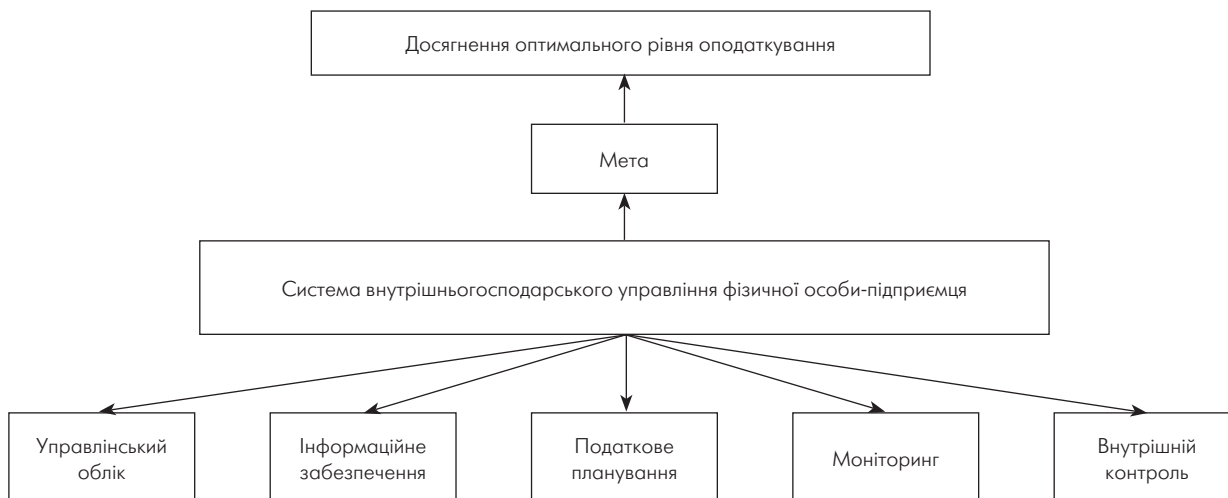 Досягнення оптимального рівня оподаткування
Мета
Система внутрішньогосподарського управління фізичної особи-підприємця
Управлінський
облік
Інформаційне
забезпечення
Податкове
планування
Моніторинг
Внутрішній
контроль